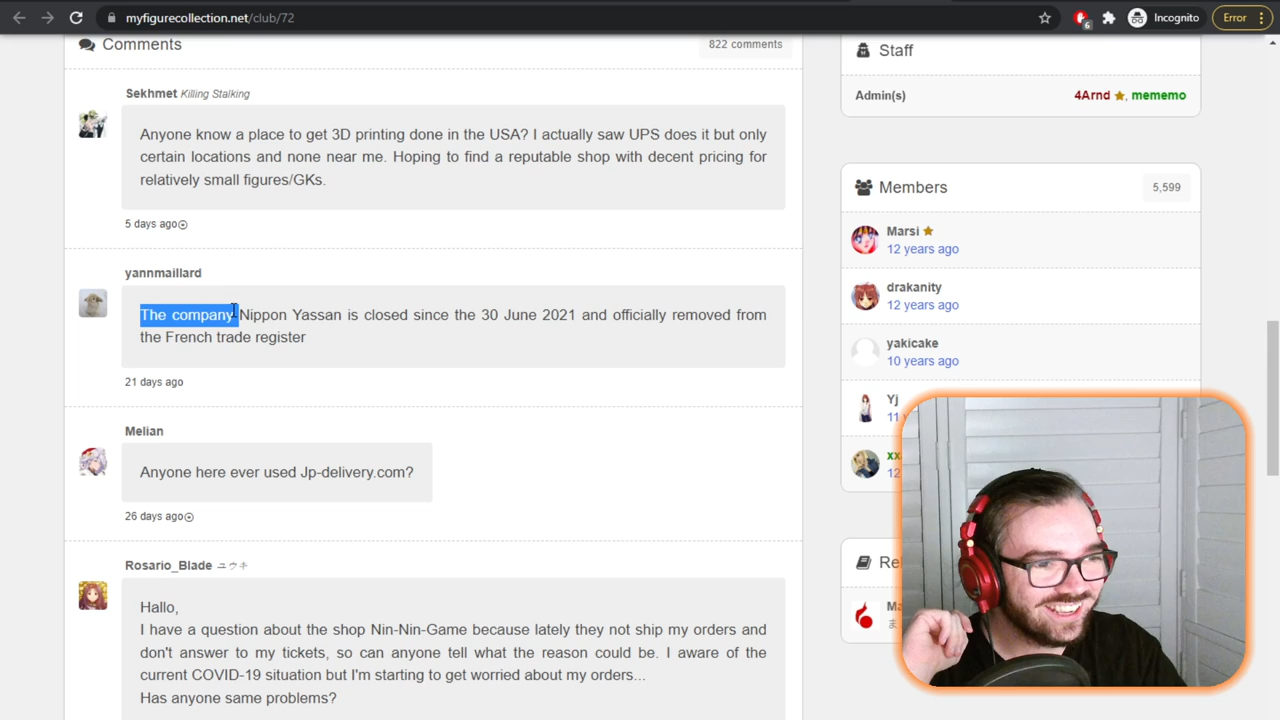 myfigurecollection.net/club/72
6
Incognito
Error
Comments
822 comments
Sekhmet Killing Stalking
Anyone know a place to get 3D printing done in the USA? I actually saw UPS does it but only
certain locations and none near me. Hoping to find a reputable shop with decent pricing for
relatively small figures/GKs.
5 days ago
yannmaillard
The company Nippon Yassan is closed since the 30 June 2021 and officially removed from
the French trade register
21 days ago
Melian
Anyone here ever used Jp-delivery.com?
26 days ago
Rosario_Blade ユウキ
Hallo,
I have a question about the shop Nin-Nin-Game because lately they not ship my orders and
don't answer to my tickets, so can anyone tell what the reason could be. I aware of the
current COVID-19 situation but I'm starting to get worried about my orders...
Has anyone same problems?
Staff
Admin(s)
4Arnd, mememo
Members
5,599
Marsi
12 years ago
drakanity
12 years ago
yakicake
10 years ago
Yj
11
12